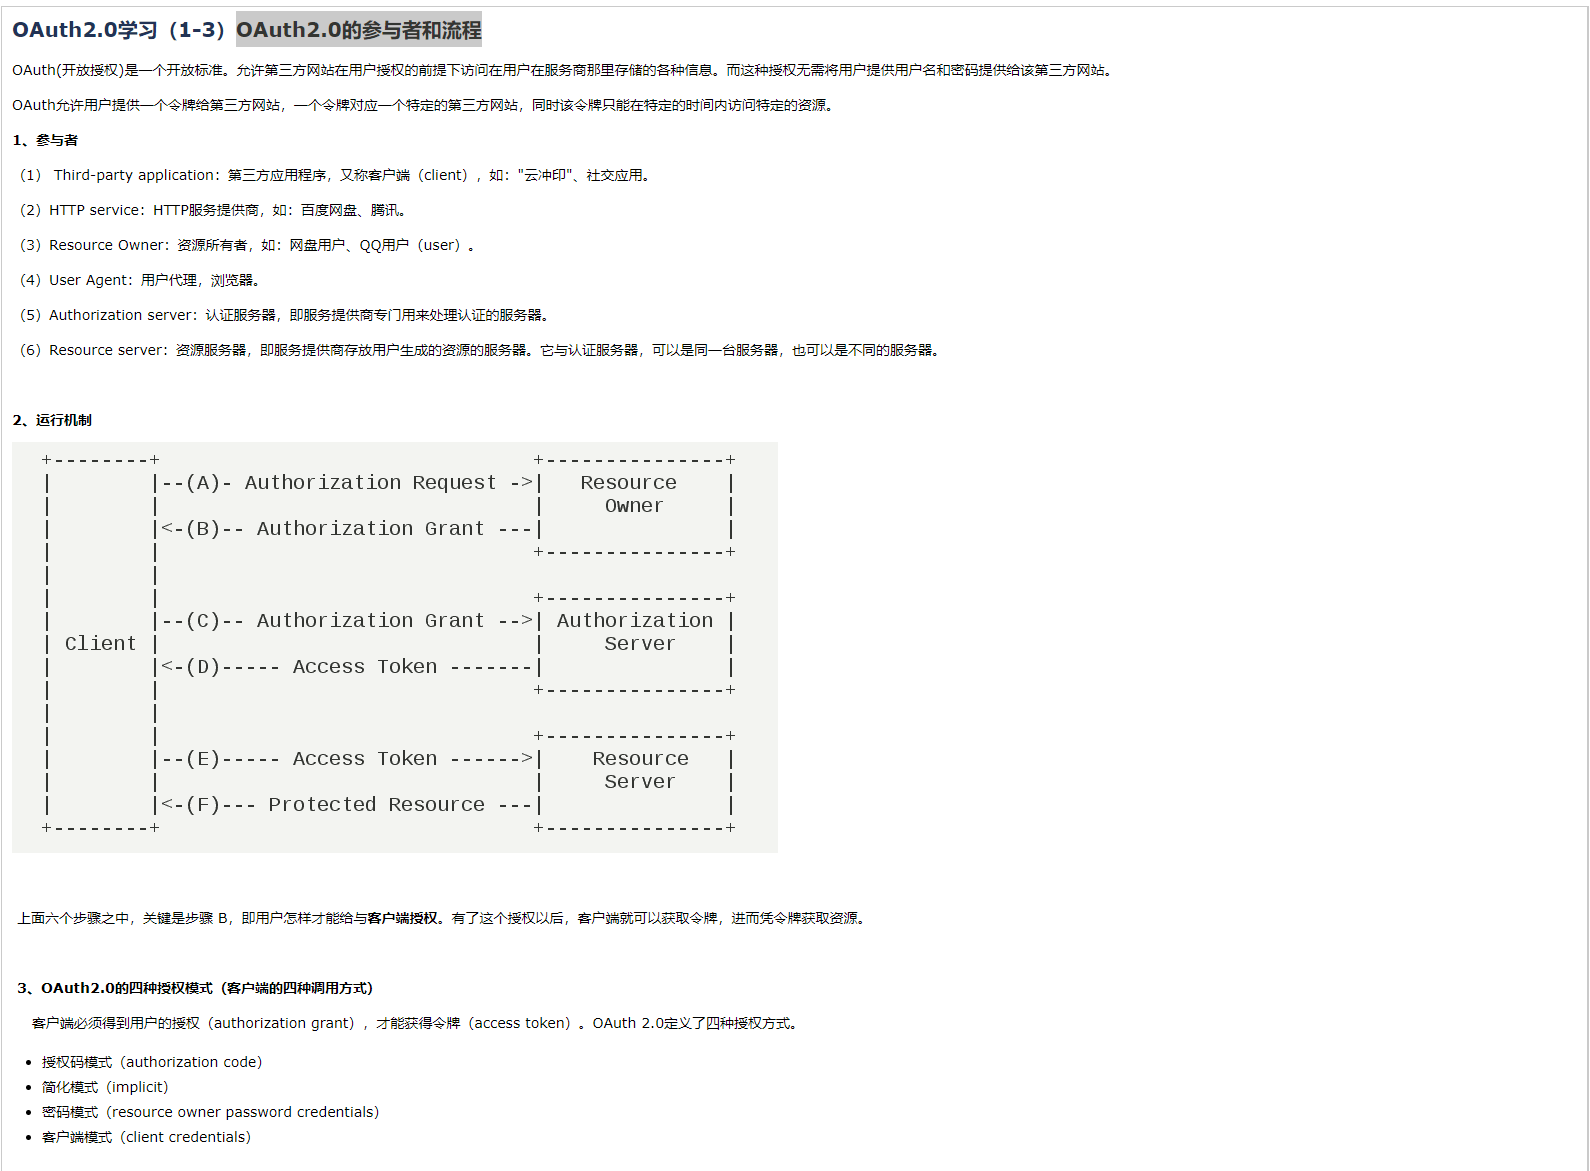 OAuth2.0学习（1-3）OAuth2.0的参与者和流程
OAuth(开放授权)是一个开放标准。允许第三方网站在用户授权的前提下访问在用户在服务商那里存储的各种信息。而这种授权无需将用户提供用户名和密码提供给该第三方网站。
OAuth允许用户提供一个令牌给第三方网站，一个令牌对应一个特定的第三方网站，同时该令牌只能在特定的时间内访问特定的资源。
1、参与者
（1） Third-party application：第三方应用程序，又称客户端（client），如："云冲印"、社交应用。
（2）HTTP service：HTTP服务提供商，如：百度网盘、腾讯。
（3）Resource Owner：资源所有者，如：网盘用户、QQ用户（user）。
（4）User Agent：用户代理，浏览器。
（5）Authorization server：认证服务器，即服务提供商专门用来处理认证的服务器。
（6）Resource server：资源服务器，即服务提供商存放用户生成的资源的服务器。它与认证服务器，可以是同一台服务器，也可以是不同的服务器。
2、运行机制
+--------+                               +---------------+
|        |--(A)- Authorization Request ->|   Resource    |
|        |                               |     Owner     |
|        |<-(B)-- Authorization Grant ---|               |
|        |                               +---------------+
|        |
|        |                               +---------------+
|        |--(C)-- Authorization Grant -->| Authorization |
| Client |                               |     Server    |
|        |<-(D)----- Access Token -------|               |
|        |                               +---------------+
|        |
|        |                               +---------------+
|        |--(E)----- Access Token ------>|    Resource   |
|        |                               |     Server    |
|        |<-(F)--- Protected Resource ---|               |
+--------+                               +---------------+
上面六个步骤之中，关键是步骤 B，即用户怎样才能给与客户端授权。有了这个授权以后，客户端就可以获取令牌，进而凭令牌获取资源。
3、OAuth2.0的四种授权模式（客户端的四种调用方式）
客户端必须得到用户的授权（authorization grant），才能获得令牌（access token）。OAuth 2.0定义了四种授权方式。
• 授权码模式（authorization code）
• 简化模式（implicit）
• 密码模式（resource owner password credentials）
• 客户端模式（client credentials）